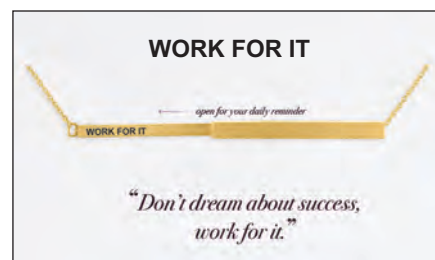 WORK FOR IT
open for your daily reminder
WORK FOR IT
“Don’t dream about success,
work for it.”